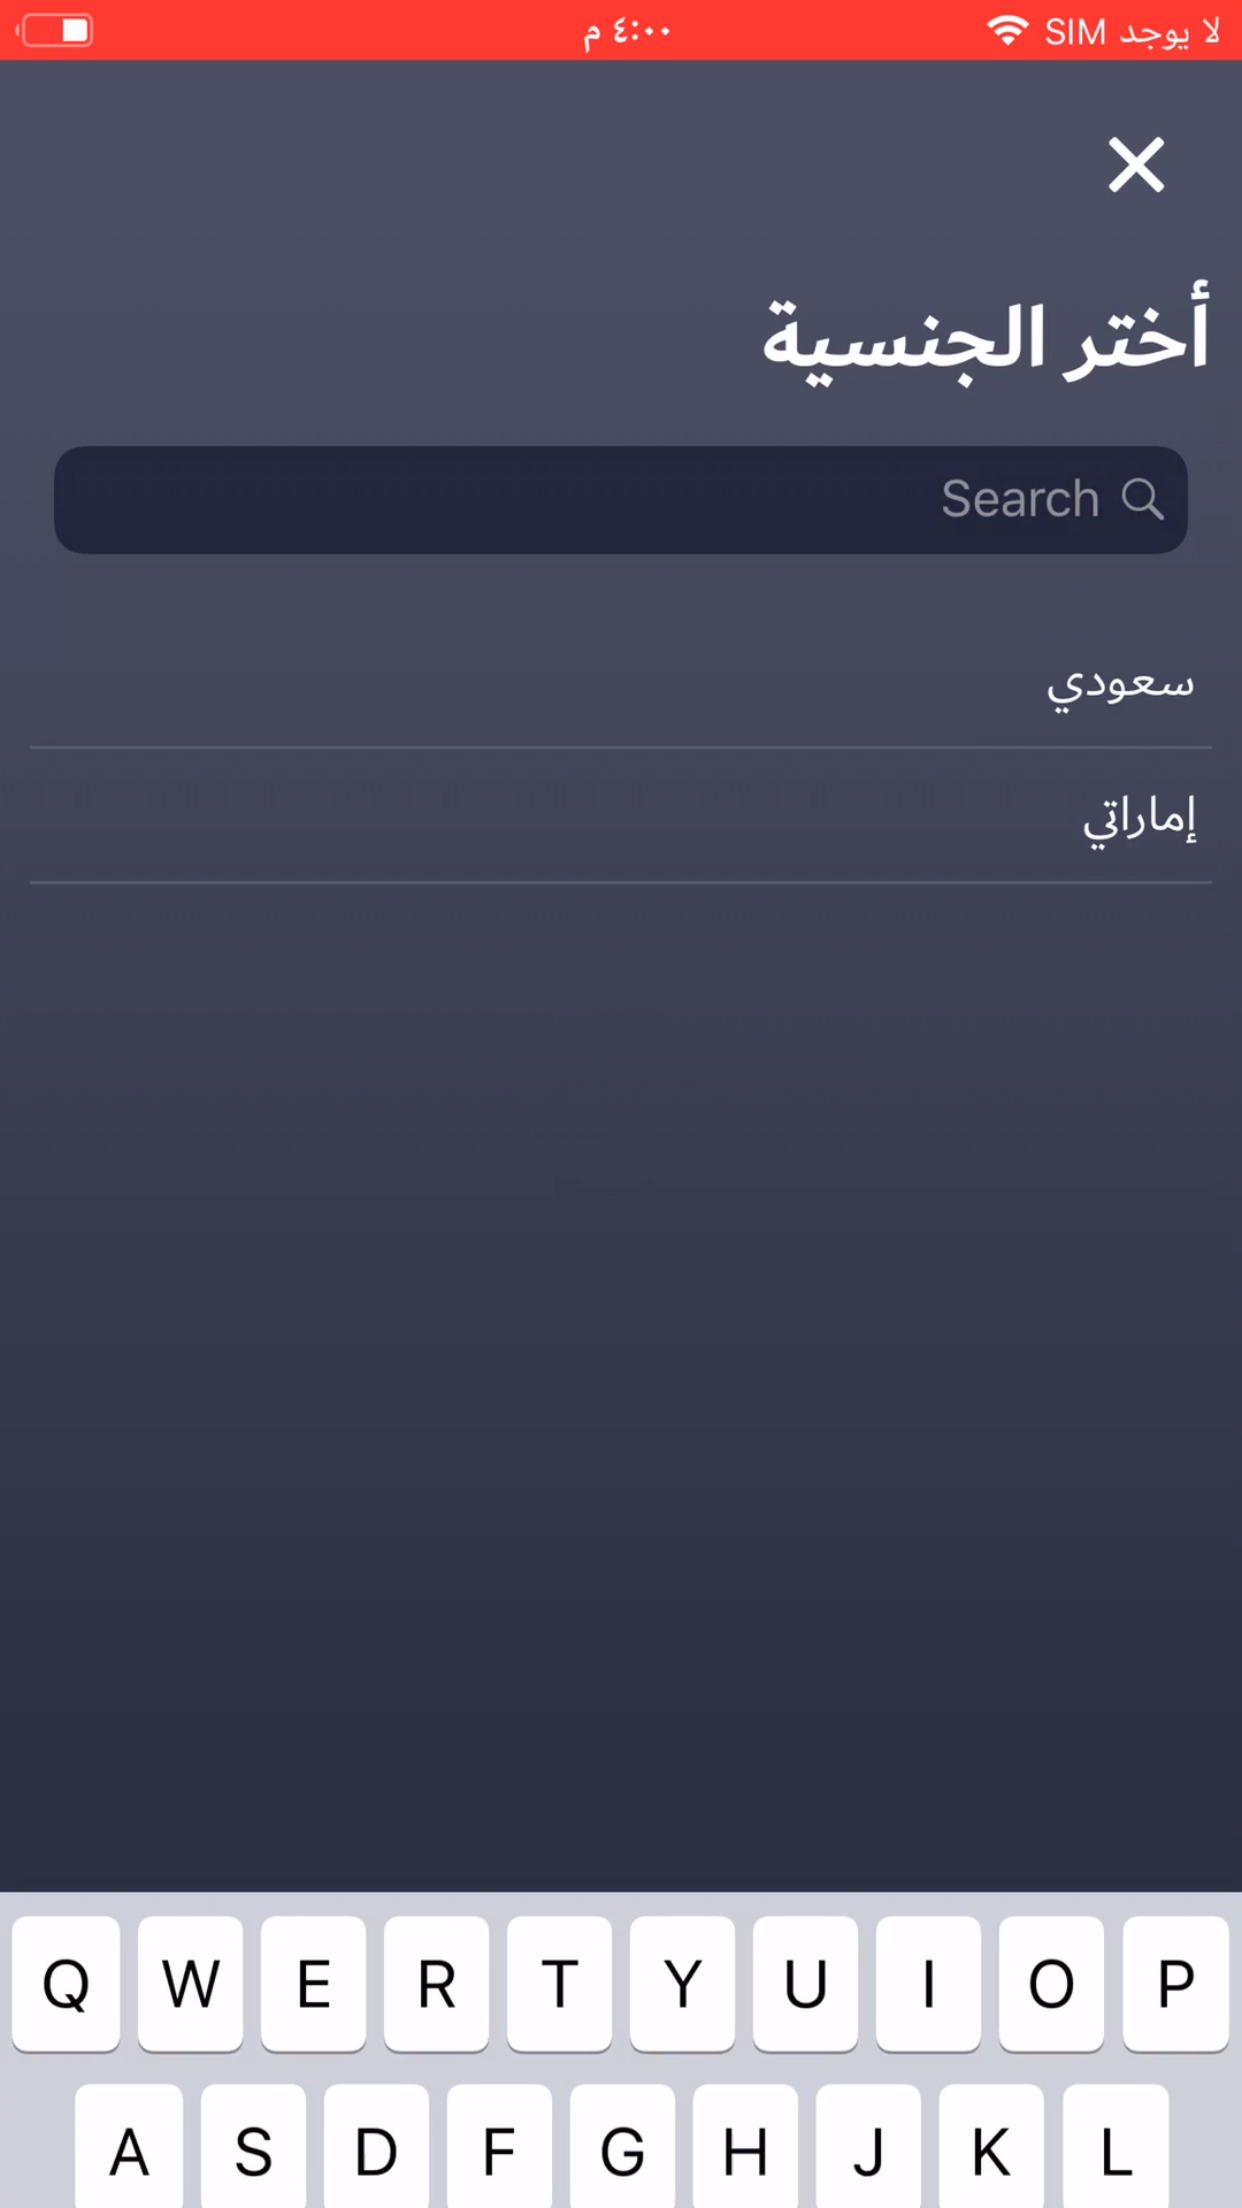 لا يوجد SIM
٤:٠٠ م
أختر الجنسية
Search
سعودي
إماراتي
Q W E R T Y U I O P
A S D F G H J K L